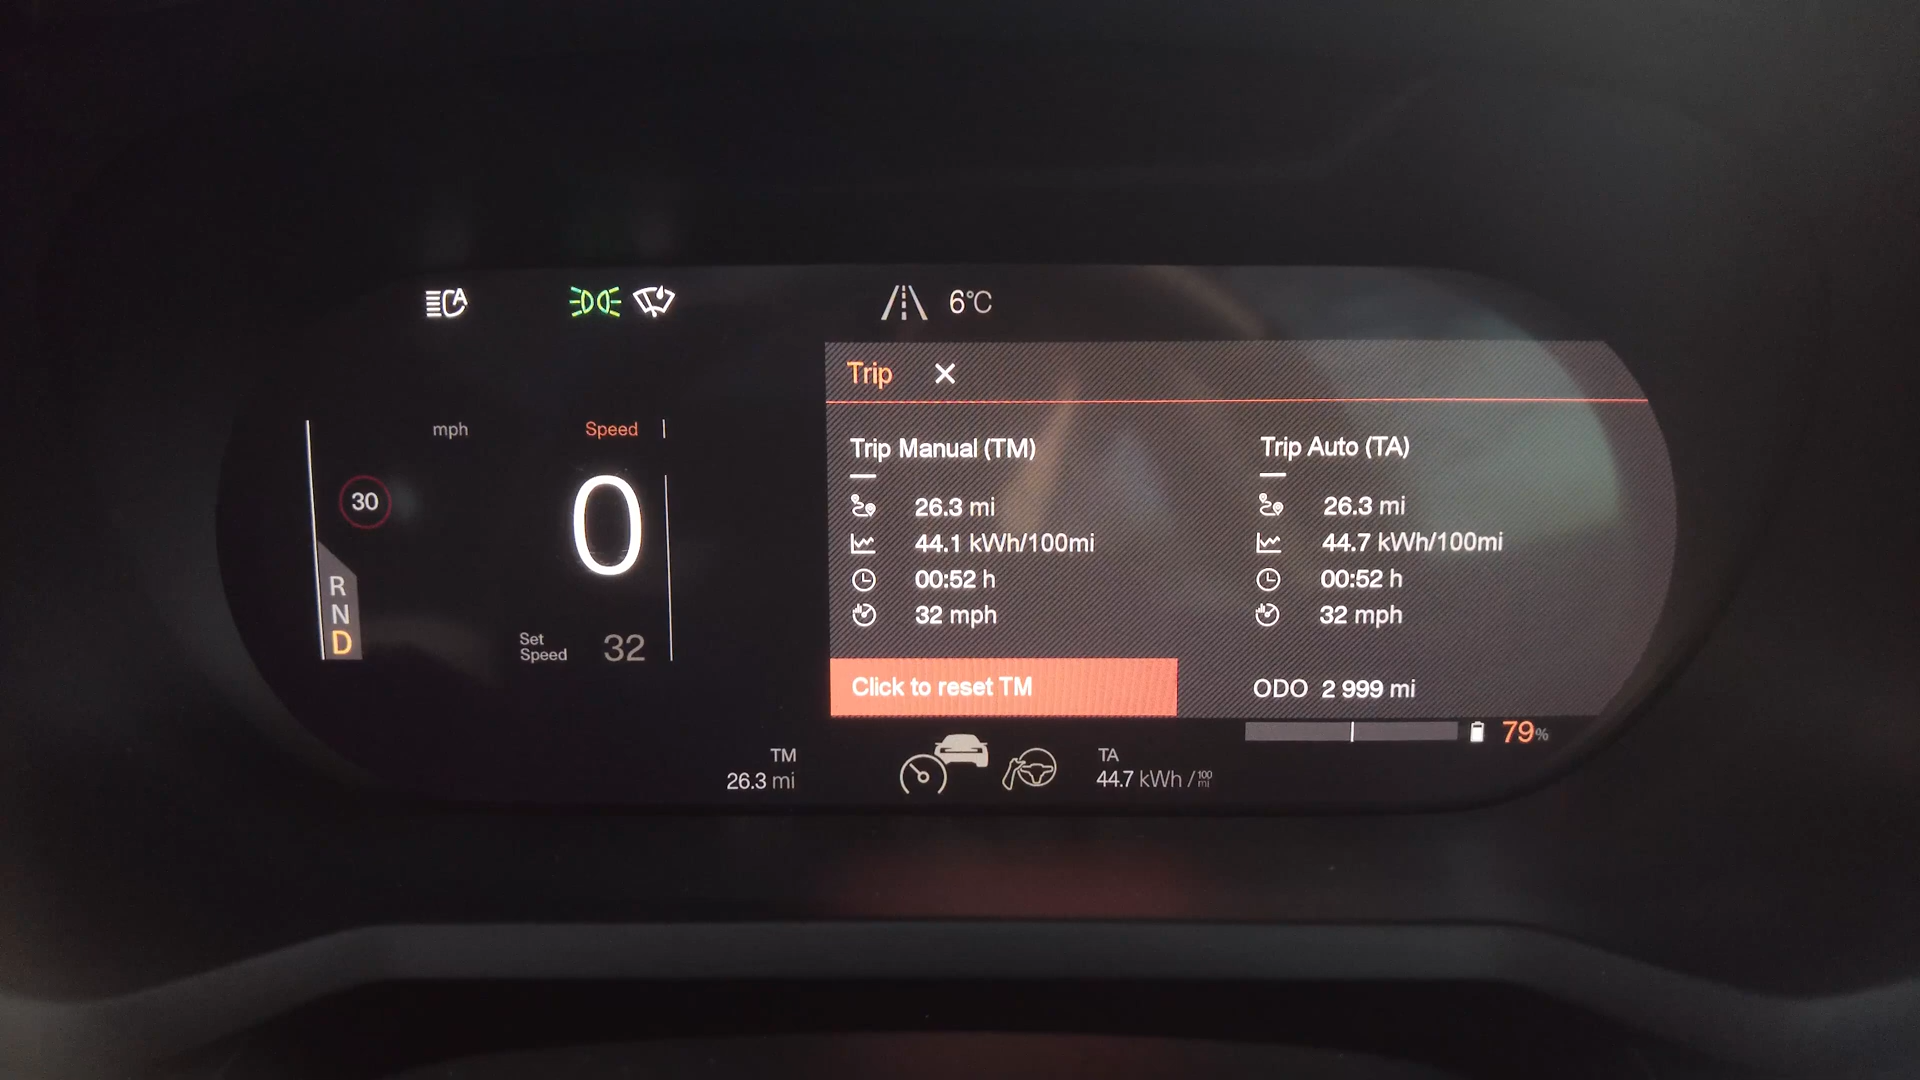 A
6°C
Trip
mph
Speed
Trip Manual (TM)
Trip Auto (TA)
30
0
26.3 mi
26.3 mi
44.1 kWh/100mi
44.7 kWh/100mi
R
00:52 h
00:52 h
N
32 mph
32 mph
D
Set
Speed
32
Click to reset TM
ODO 2 999 mi
79%
TM
26.3 mi
TA
44.7 kWh / 100 mi